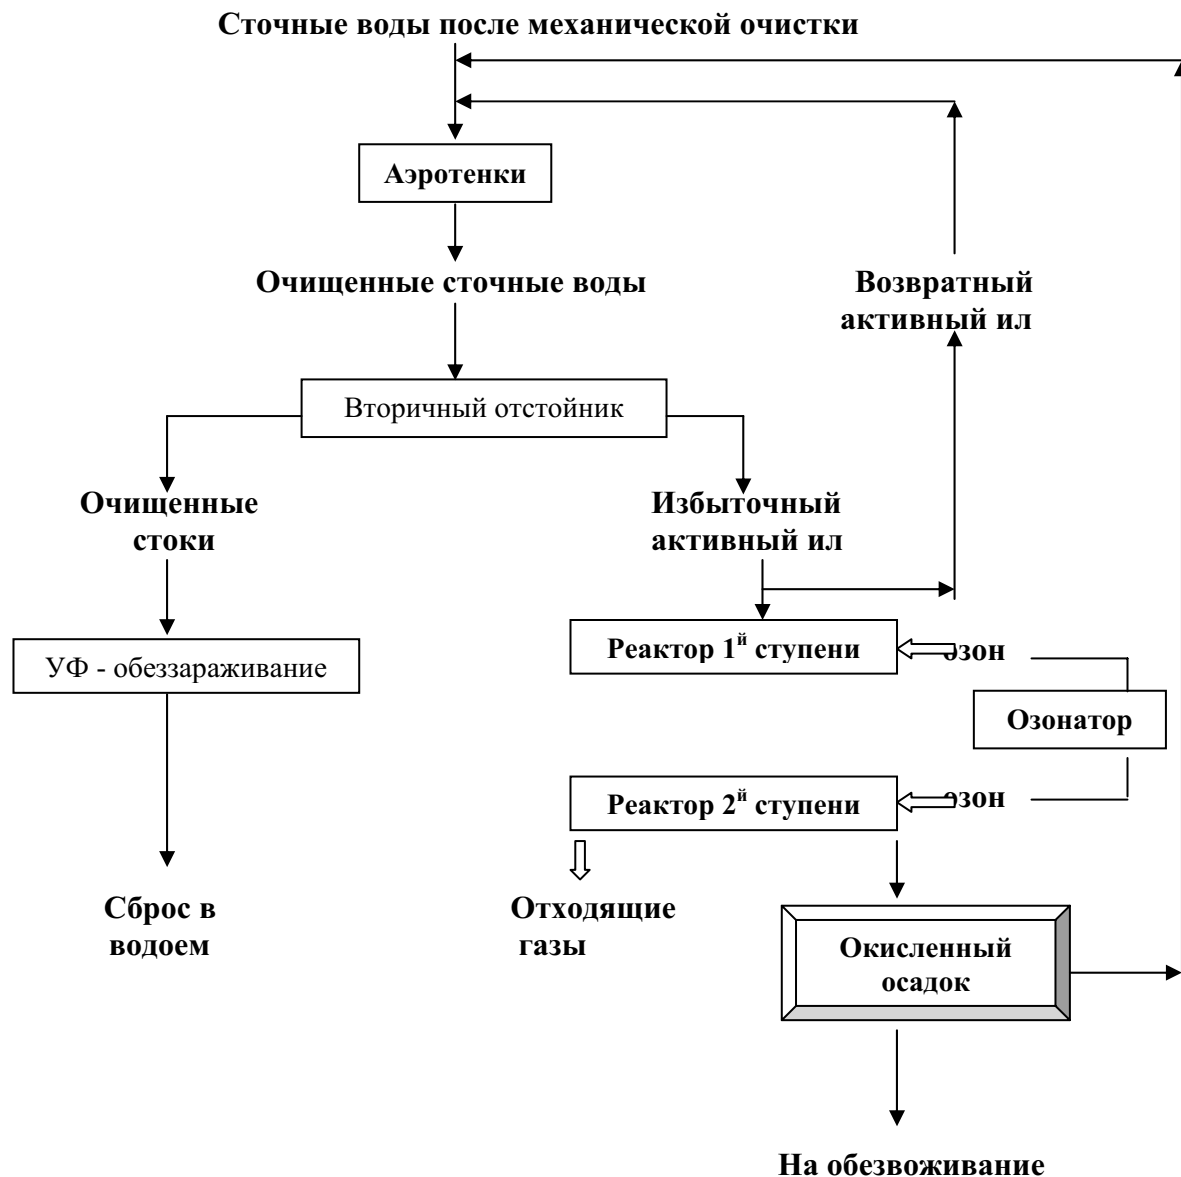 Сточные воды после механической очистки
Аэротенки
Очищенные сточные воды
Возвратный
активный ил
Вторичный отстойник
Очищенные
стоки
Избыточный
активный ил
Реактор 1й ступени
озон
УФ - обеззараживание
Озонатор
Реактор 2й ступени
озон
Сброс в
водоем
Отходящие
газы
Окисленный
осадок
На обезвоживание